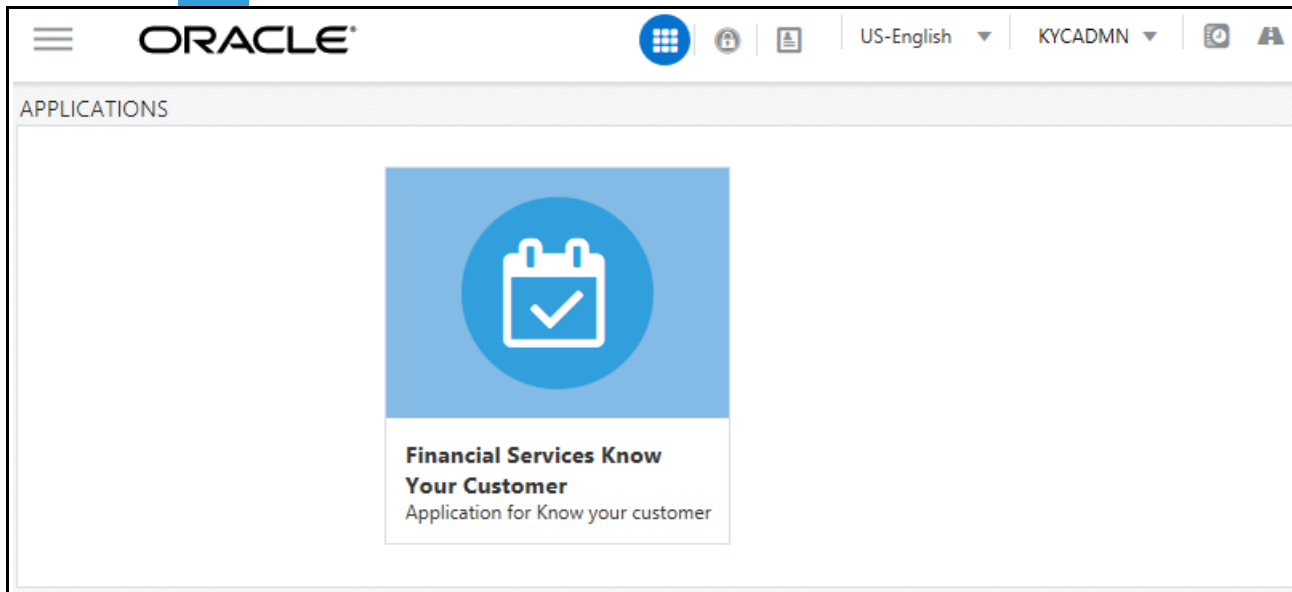 ORACLE
US-English
KYCADMN
APPLICATIONS
Financial Services Know
Your Customer
Application for Know your customer